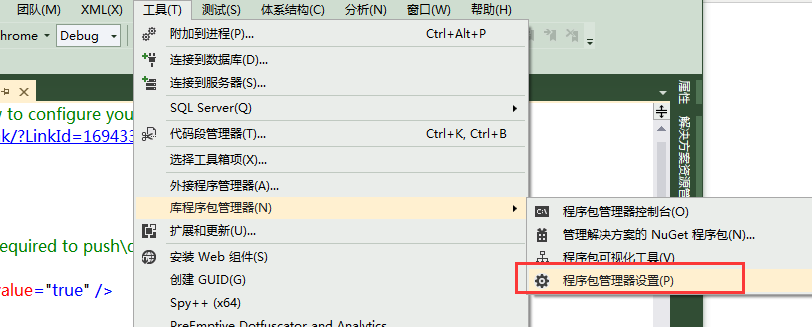 团队(M) XML(X) 工具(T) 测试(S) 体系结构(C) 分析(N) 窗口(W) 帮助(H)
hrome Debug
附加到进程(P)... Ctrl+Alt+P
连接到数据库(D)...
连接到服务器(S)...
SQL Server(Q)
代码段管理器(T)... Ctrl+K, Ctrl+B
选择工具箱项(X)...
外接程序管理器(A)...
库程序包管理器(N)
扩展和更新(U)...
安装 Web 组件(S)
创建 GUID(G)
Spy++ (x64)
PreEmptive Dotfuscator and Analytics
程序包管理器控制台(O)
管理解决方案的 NuGet 程序包(N)...
程序包可视化工具(V)
程序包管理器设置(P)
w to configure you
k/?LinkId=169433
equired to push\d
value="true" />
属性
解决方案资源管